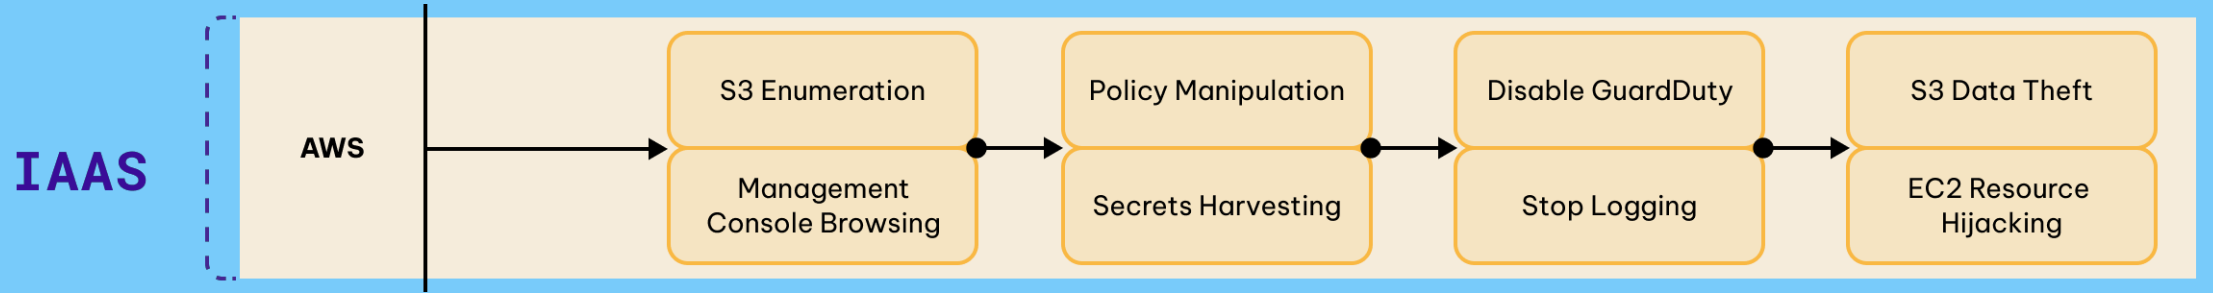 IAAS
AWS
S3 Enumeration
Management
Console Browsing
Policy Manipulation
Secrets Harvesting
Disable GuardDuty
Stop Logging
S3 Data Theft
EC2 Resource
Hijacking